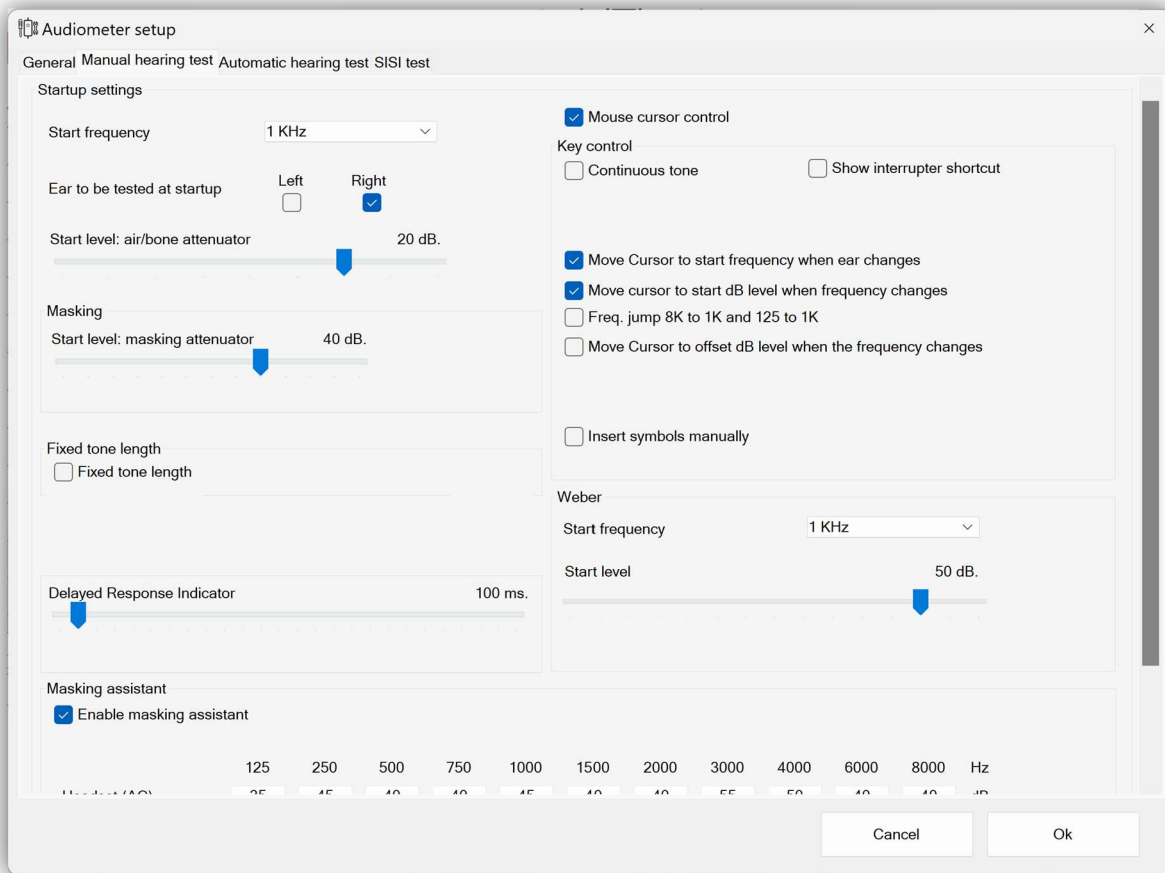 Audiometer setup
General Manual hearing test Automatic hearing test SISI test
Startup settings
Start frequency 1 KHz
Ear to be tested at startup Left Right
Start level: air/bone attenuator 20 dB.
Masking
Start level: masking attenuator 40 dB.
Fixed tone length
Fixed tone length
Delayed Response Indicator 100 ms.
Mouse cursor control
Key control
Continuous tone Show interrupter shortcut
Move Cursor to start frequency when ear changes
Move cursor to start dB level when frequency changes
Freq. jump 8K to 1K and 125 to 1K
Move Cursor to offset dB level when the frequency changes
Insert symbols manually
Weber
Start frequency 1 KHz
Start level 50 dB.
Masking assistant
Enable masking assistant
125 250 500 750 1000 1500 2000 3000 4000 6000 8000 Hz
Cancel Ok